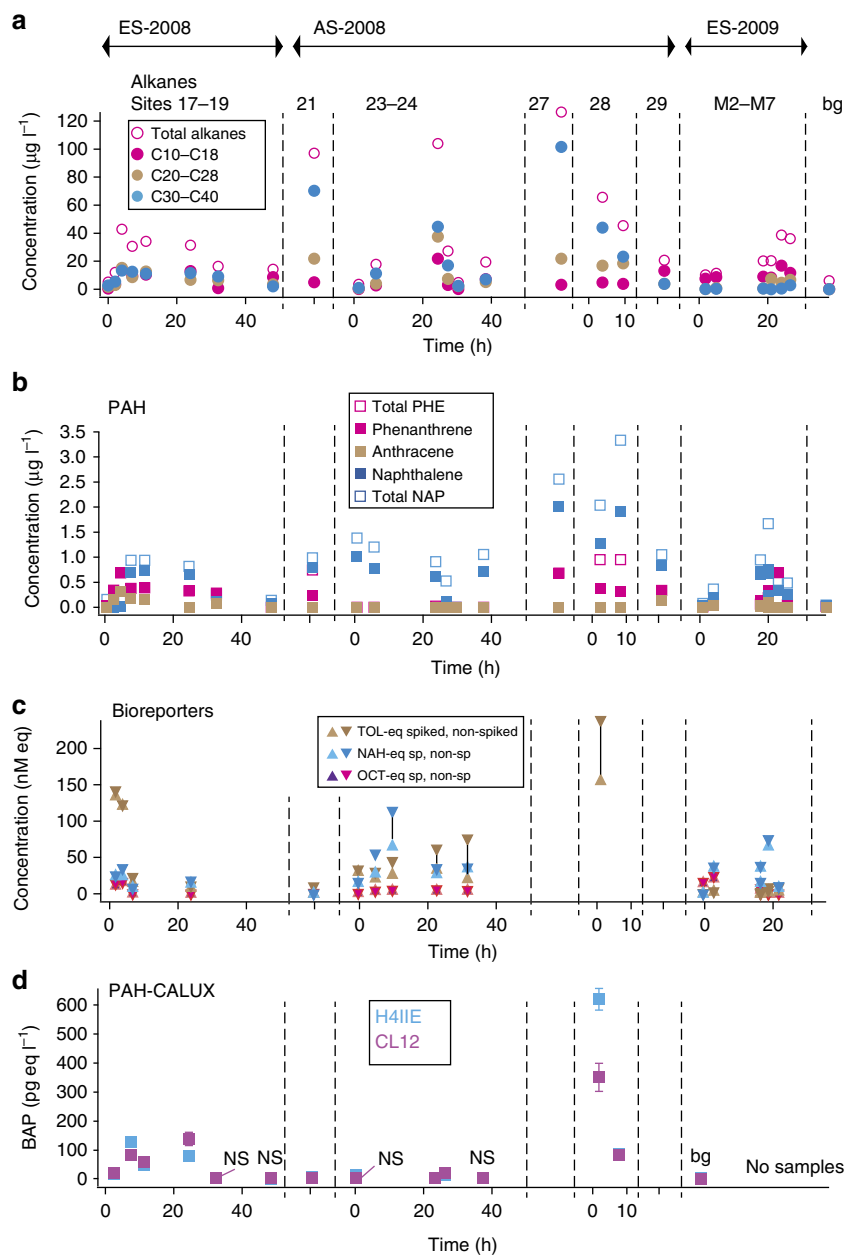 a
ES-2008 AS-2008 ES-2009
Alkanes
Sites 17–19 21 23–24 27 28 29 M2–M7 bg
Concentration (µg l⁻¹)
120
100
80
60
40
20
0
Total alkanes
C10–C18
C20–C28
C30–C40
0 20 40 0 20 40 0 10 0 20
Time (h)
b
PAH
Concentration (µg l⁻¹)
3.5
3.0
2.5
2.0
1.5
1.0
0.5
0.0
Total PHE
Phenanthrene
Anthracene
Naphthalene
Total NAP
0 20 40 0 20 40 0 10 0 20
Time (h)
c
Bioreporters
Concentration (nM eq)
200
150
100
50
0
TOL-eq spiked, non-spiked
NAH-eq sp, non-sp
OCT-eq sp, non-sp
0 20 40 0 20 40 0 10 0 20
Time (h)
d
PAH-CALUX
BAP (pg eq l⁻¹)
600
500
400
300
200
100
0
H4IIE
CL12
NS NS NS NS bg No samples
0 20 40 0 20 40 0 10 0 20
Time (h)